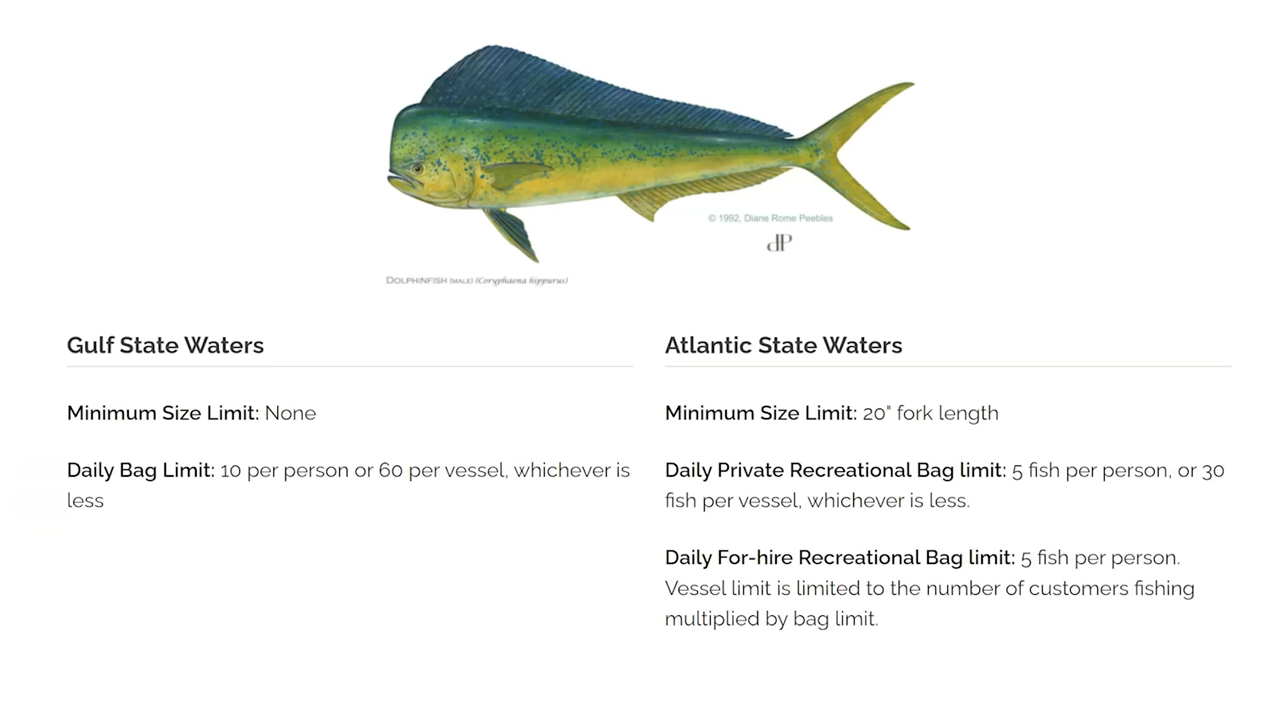 © 1992, Diane Rome Peebles
dP
DOLPHINFISH (MALE) (Coryphaena hippurus)
Gulf State Waters
Minimum Size Limit: None
Daily Bag Limit: 10 per person or 60 per vessel, whichever is
less
Atlantic State Waters
Minimum Size Limit: 20" fork length
Daily Private Recreational Bag limit: 5 fish per person, or 30
fish per vessel, whichever is less.
Daily For-hire Recreational Bag limit: 5 fish per person.
Vessel limit is limited to the number of customers fishing
multiplied by bag limit.